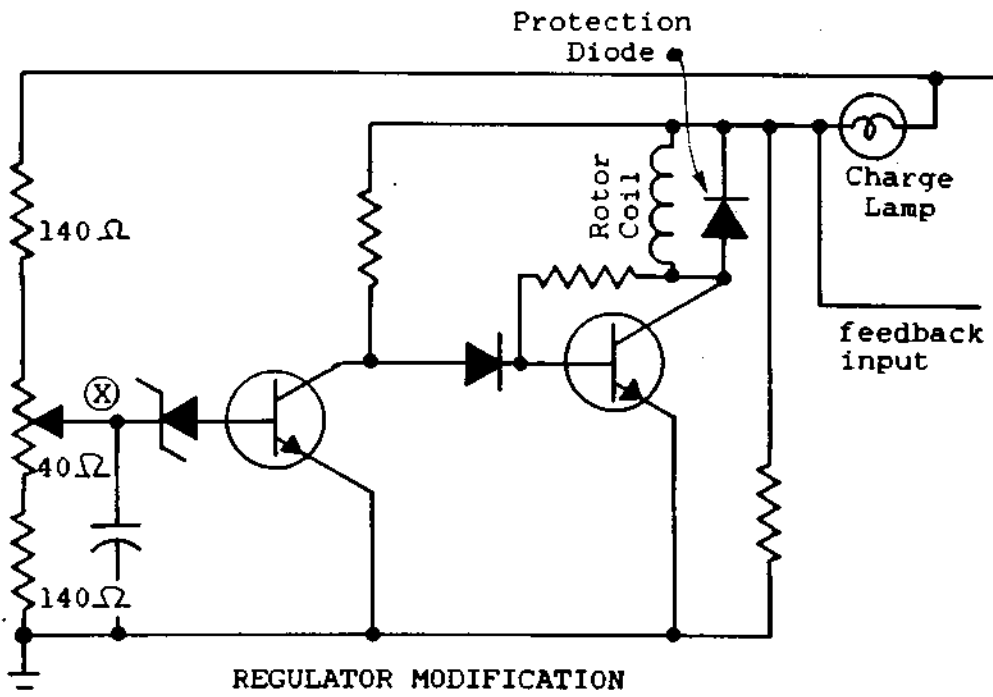 Protection
Diode
Charge
Lamp
Rotor
Coil
140Ω
feedback
input
X
40Ω
140Ω
REGULATOR MODIFICATION